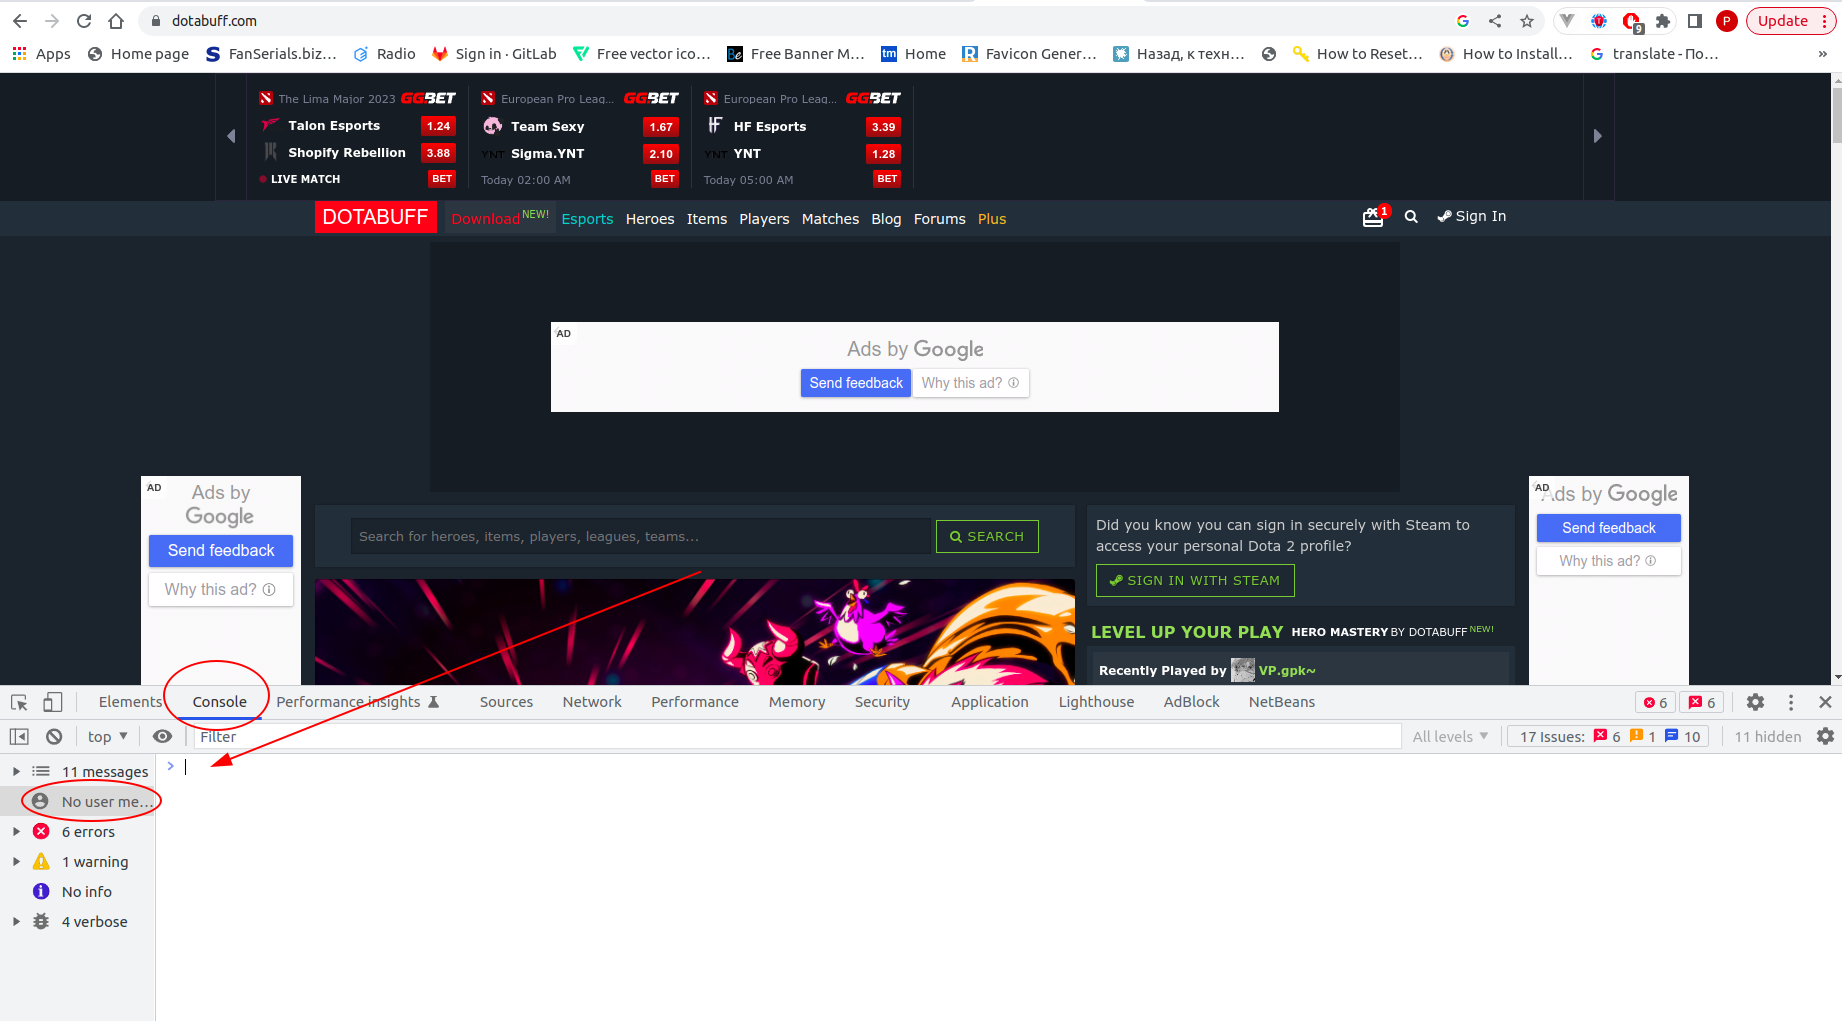 dotabuff.com
9
P
Update
Apps
Home page
FanSerials.biz...
Radio
Sign in · GitLab
Free vector ico...
Be
Free Banner M...
tm
Home
R
Favicon Gener...
Назад, к техн...
How to Reset...
How to Install...
translate - По...
»
The Lima Major 2023
GGBET
European Pro Leag...
GGBET
European Pro Leag...
GGBET
Talon Esports
1.24
Team Sexy
1.67
HF Esports
3.39
Shopify Rebellion
3.88
YNT
Sigma.YNT
2.10
YNT
YNT
1.28
LIVE MATCH
BET
Today 02:00 AM
BET
Today 05:00 AM
BET
DOTABUFF
Download NEW!
Esports
Heroes
Items
Players
Matches
Blog
Forums
Plus
1
Sign In
AD
Ads by Google
Send feedback
Why this ad?
AD
Ads by
Google
Send feedback
Why this ad?
Search for heroes, items, players, leagues, teams...
SEARCH
Did you know you can sign in securely with Steam to
access your personal Dota 2 profile?
SIGN IN WITH STEAM
LEVEL UP YOUR PLAY HERO MASTERY BY DOTABUFF NEW!
Recently Played by VP.gpk~
AD
Ads by Google
Send feedback
Why this ad?
Elements
Console
Performance insights
Sources
Network
Performance
Memory
Security
Application
Lighthouse
AdBlock
NetBeans
6
6
top
Filter
All levels
17 Issues: 6 1 10
11 hidden
11 messages
No user me...
6 errors
1 warning
No info
4 verbose